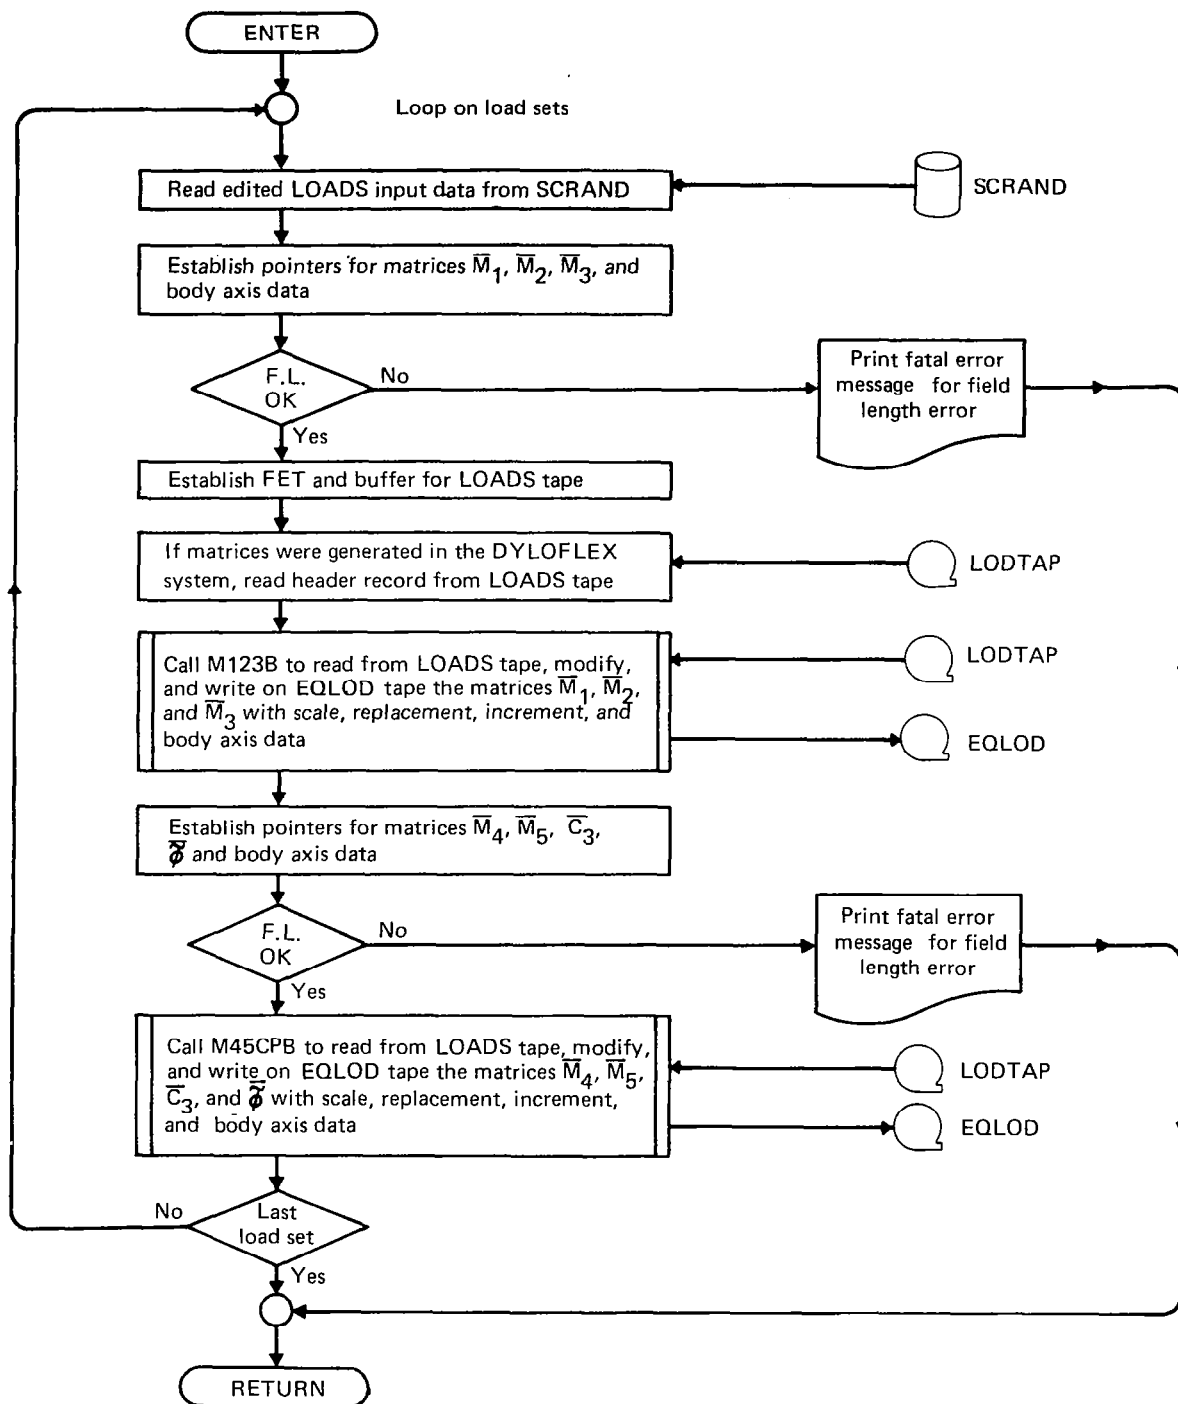 ENTER
Loop on load sets
Read edited LOADS input data from SCRAND
SCRAND
Establish pointers for matrices M̅₁, M̅₂, M̅₃, and
body axis data
F.L.
OK
No
Yes
Print fatal error
message for field
length error
Establish FET and buffer for LOADS tape
If matrices were generated in the DYLOFLEX
system, read header record from LOADS tape
LODTAP
Call M123B to read from LOADS tape, modify,
and write on EQLOD tape the matrices M̅₁, M̅₂,
and M̅₃ with scale, replacement, increment, and
body axis data
LODTAP
EQLOD
Establish pointers for matrices M̅₄, M̅₅, C̅₃,
ϕ̅̃ and body axis data
F.L.
OK
No
Yes
Print fatal error
message for field
length error
Call M45CPB to read from LOADS tape, modify,
and write on EQLOD tape the matrices M̅₄, M̅₅,
C̅₃, and ϕ̅̃ with scale, replacement, increment,
and body axis data
LODTAP
EQLOD
No
Last
load set
Yes
RETURN